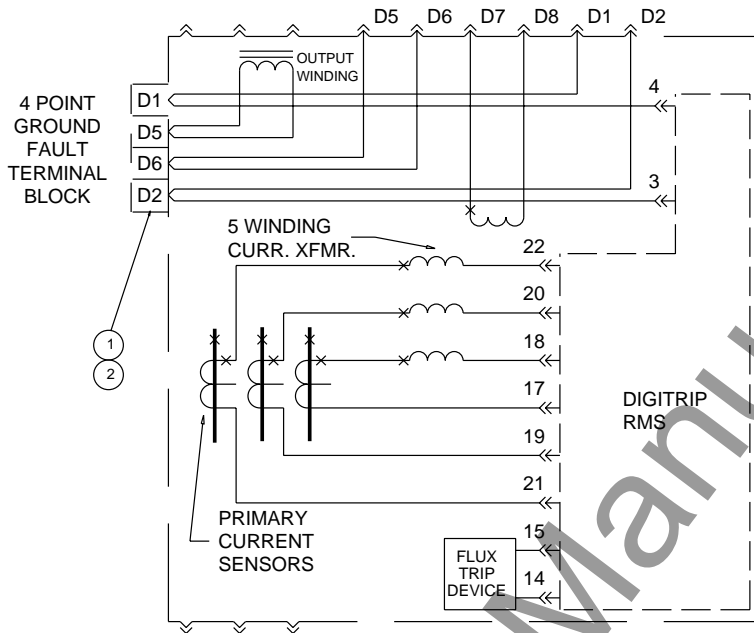 D5 D6 D7 D8 D1 D2
OUTPUT
WINDING
4
4 POINT
GROUND
FAULT
TERMINAL
BLOCK
D1
D5
D6
D2
3
5 WINDING
CURR. XFMR.
22
20
18
17
19
21
15
14
1
2
DIGITRIP
RMS
PRIMARY
CURRENT
SENSORS
FLUX
TRIP
DEVICE
Manu